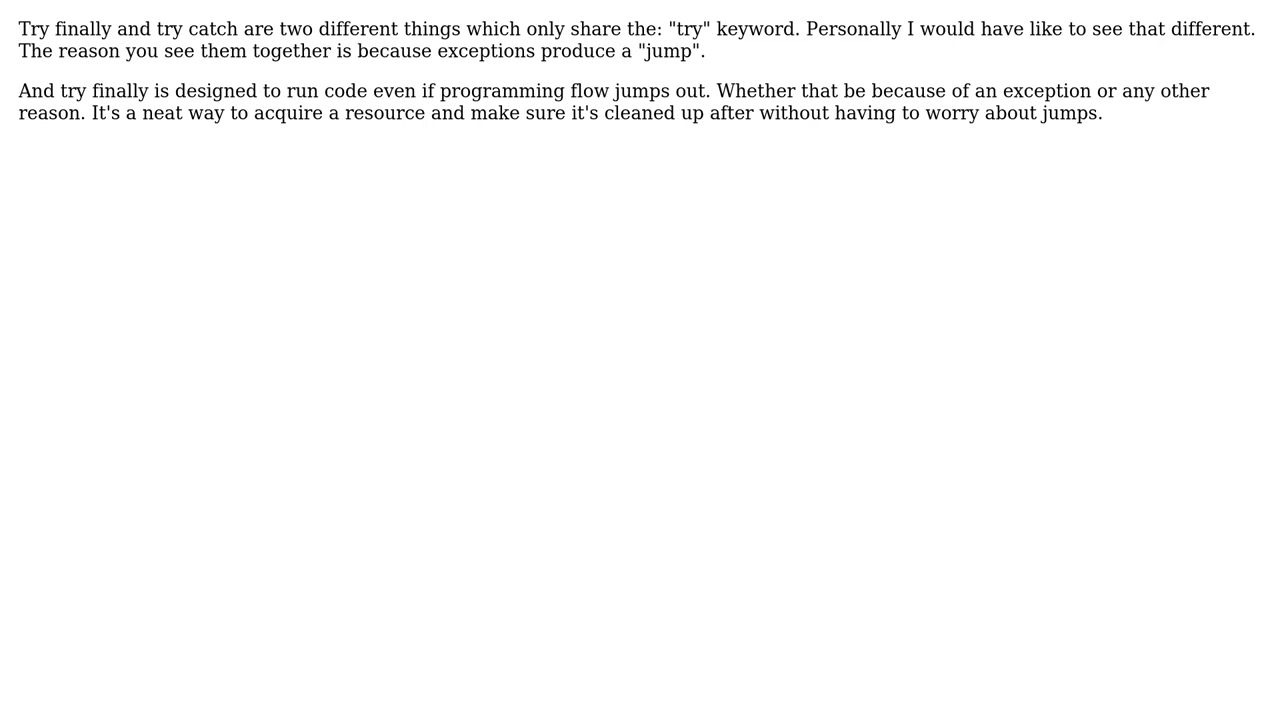 Try finally and try catch are two different things which only share the: "try" keyword. Personally I would have like to see that different.
The reason you see them together is because exceptions produce a "jump".
And try finally is designed to run code even if programming flow jumps out. Whether that be because of an exception or any other
reason. It's a neat way to acquire a resource and make sure it's cleaned up after without having to worry about jumps.